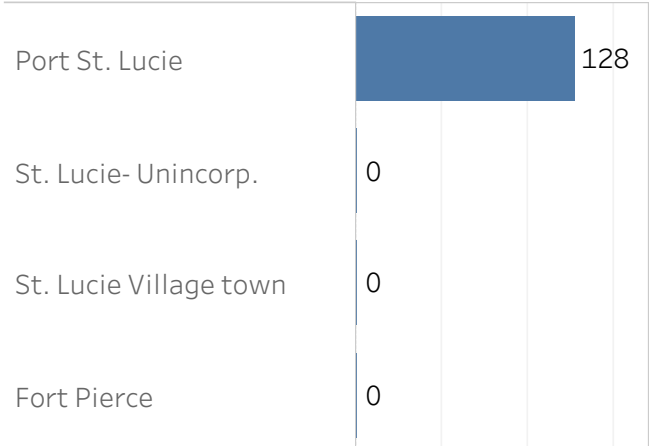 Port St. Lucie 128
St. Lucie- Unincorp. 0
St. Lucie Village town 0
Fort Pierce 0